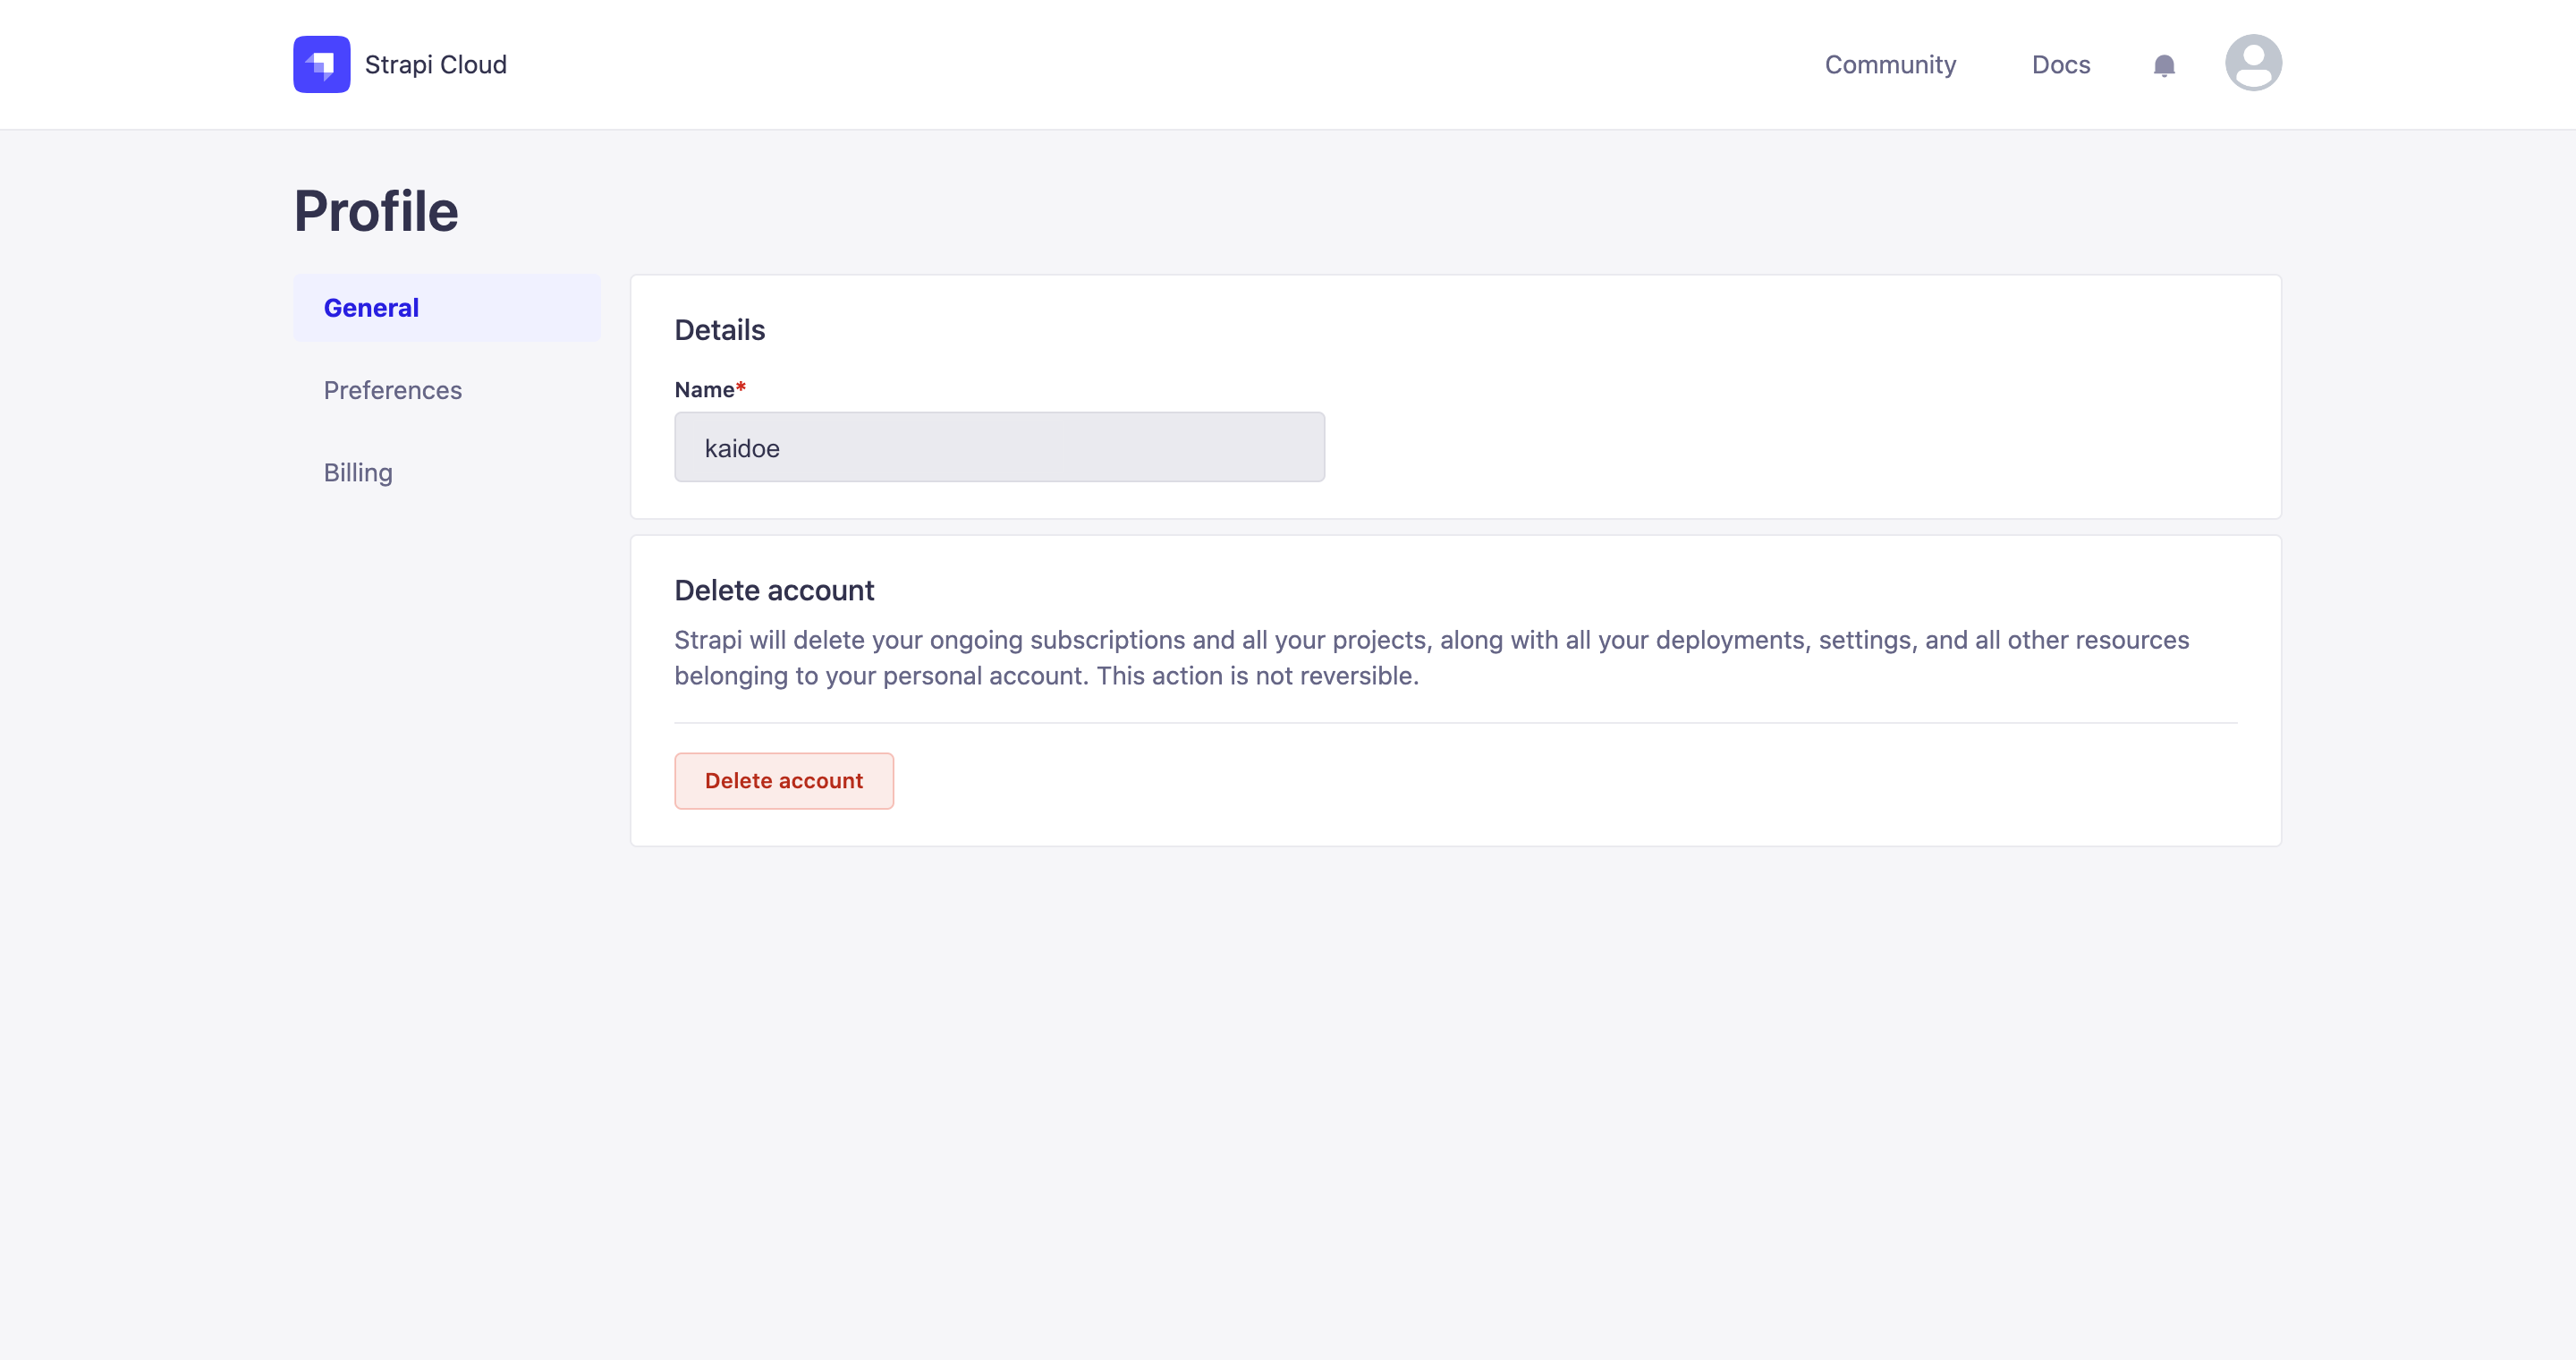 Strapi Cloud
Community
Docs
Profile
General
Preferences
Billing
Details
Name*
kaidoe
Delete account
Strapi will delete your ongoing subscriptions and all your projects, along with all your deployments, settings, and all other resources
belonging to your personal account. This action is not reversible.
Delete account